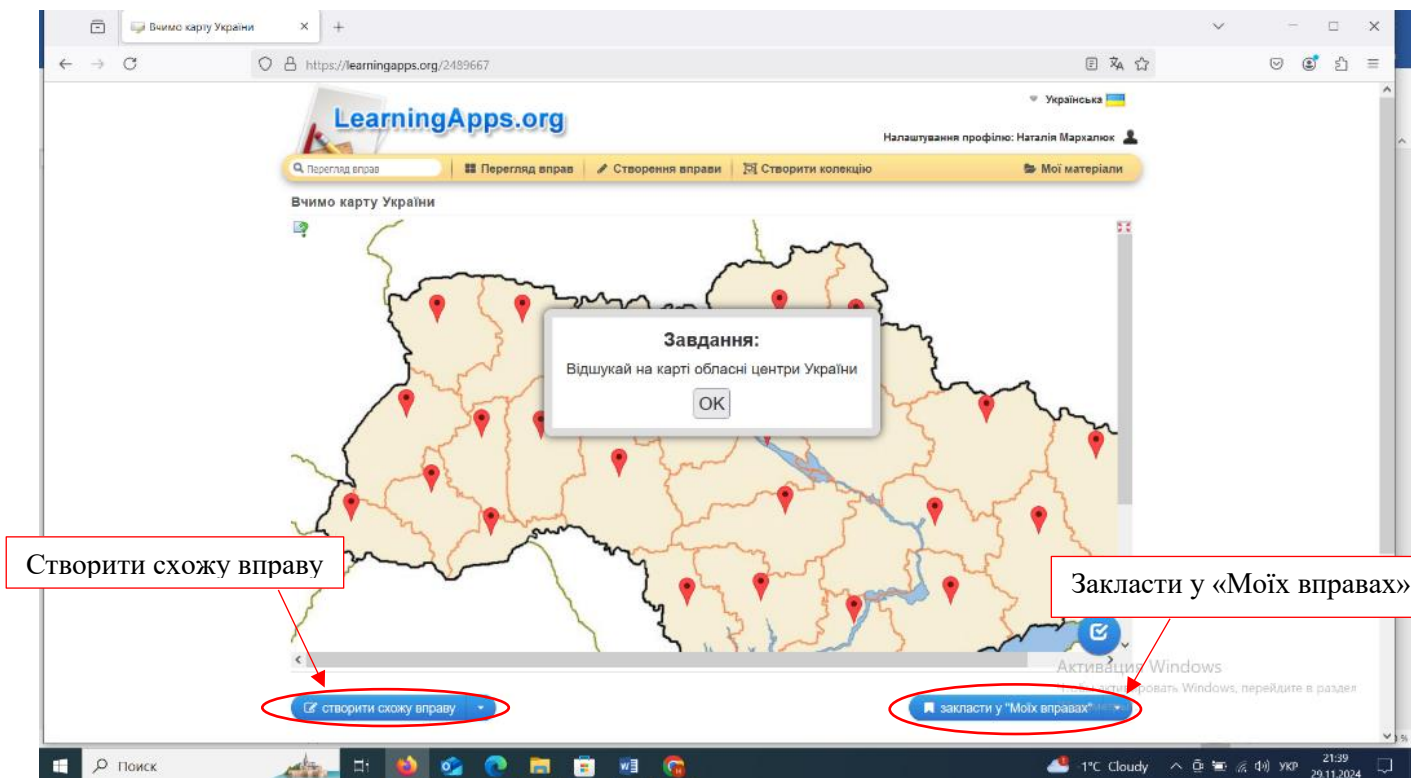 Вчимо карту України
https://learningapps.org/2489667
Українська
LearningApps.org
Налаштування профілю: Наталія Мархалюк
Перегляд вправ
Перегляд вправ
Створення вправи
Створити колекцію
Мої матеріали
Вчимо карту України
Завдання:
Відшукай на карті обласні центри України
OK
Створити схожу вправу
Закласти у «Моїх вправах»
Активация Windows
Windows, перейдите в раздел
створити схожу вправу
закласти у "Моїх вправах"
Поиск
-1°C Cloudy
УКР
21:39
29.11.2024